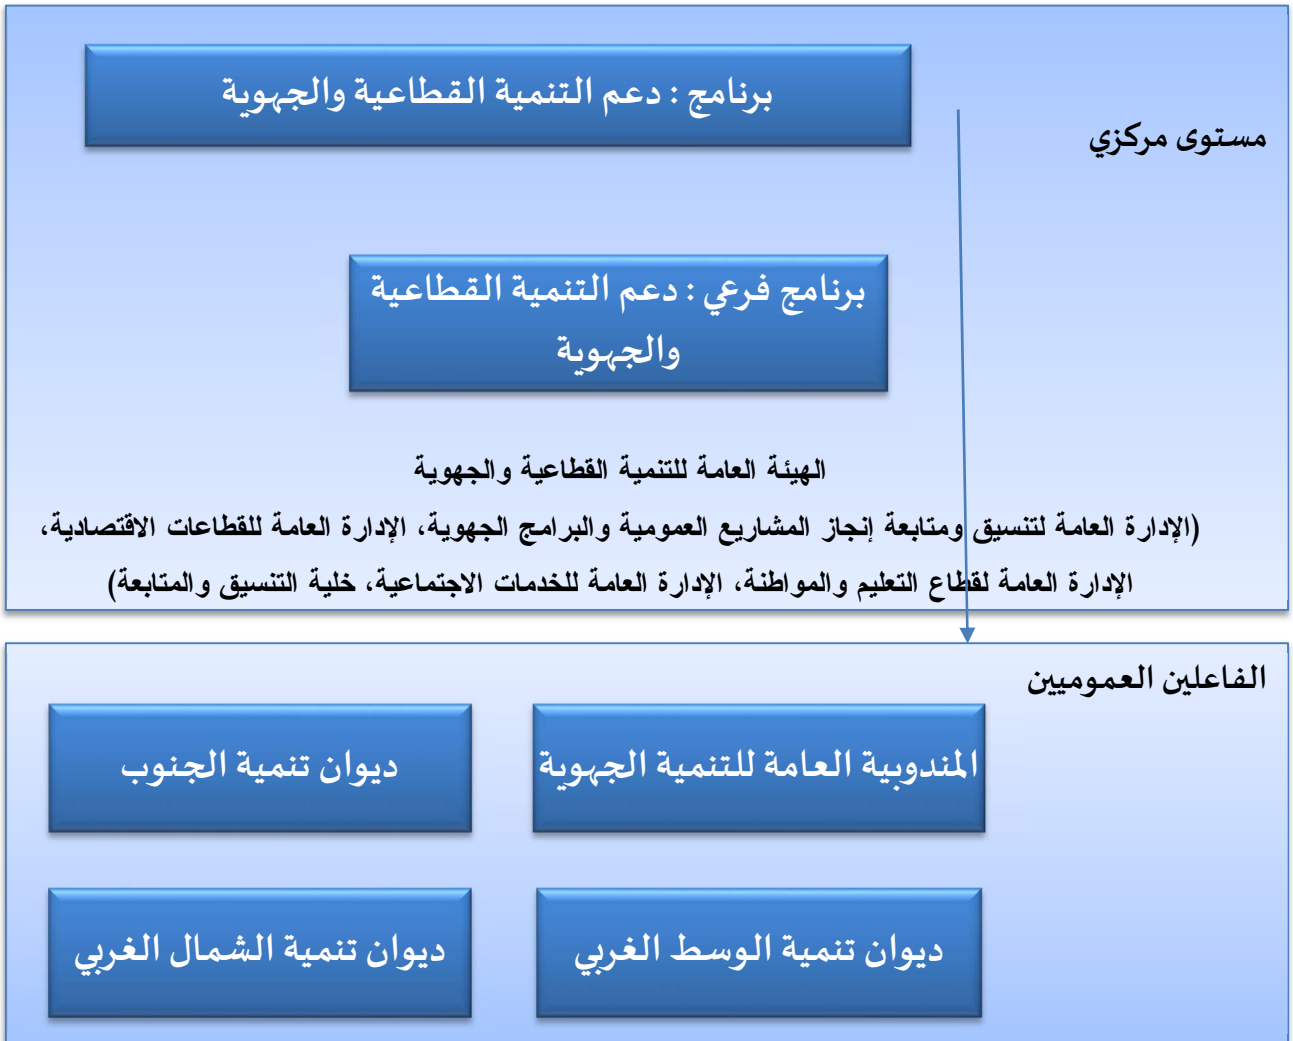 برنامج : دعم التنمية القطاعية والجهوية
مستوى مركزي
برنامج فرعي : دعم التنمية القطاعية
والجهوية
الهيئة العامة للتنمية القطاعية والجهوية
(الإدارة العامة لتنسيق ومتابعة إنجاز المشاريع العمومية والبرامج الجهوية، الإدارة العامة للقطاعات الاقتصادية،
الإدارة العامة لقطاع التعليم والمواطنة، الإدارة العامة للخدمات الاجتماعية، خلية التنسيق والمتابعة)
الفاعلين العموميين
المندوبية العامة للتنمية الجهوية
ديوان تنمية الجنوب
ديوان تنمية الوسط الغربي
ديوان تنمية الشمال الغربي